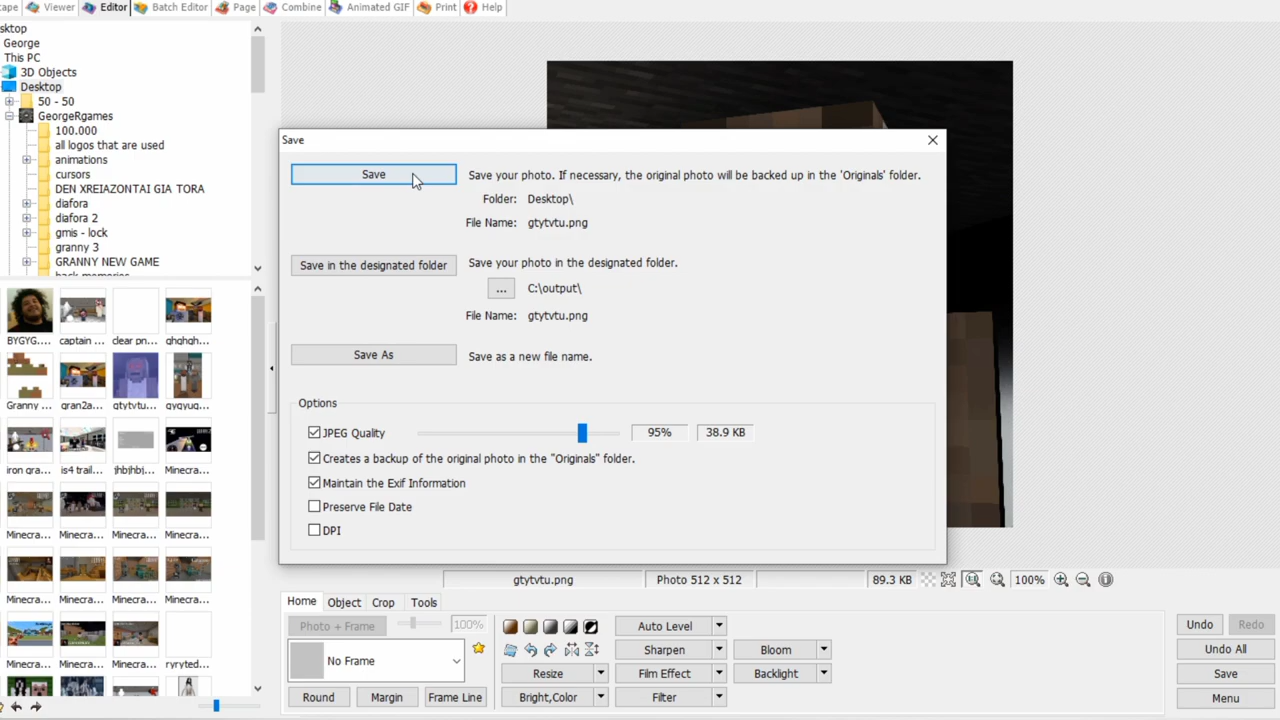 cape Viewer Editor Batch Editor Page Combine Animated GIF Print Help
sktop
George
This PC
3D Objects
Desktop
50 - 50
GeorgeRgames
100.000
all logos that are used
animations
cursors
DEN XREIAZONTAI GIA TORA
diafora
diafora 2
gmis - lock
granny 3
GRANNY NEW GAME
hack memories
BYGYG.... captain ... clear pn... ghghgh...
Granny ... gran2a... gtytvtu... gyqyuq...
iron gra... is4 trail... jhbjhbj... Minecra...
Minecra... Minecra... Minecra... Minecra...
Minecra... Minecra... Minecra... Minecra...
Minecra... Minecra... Minecra... ryryted...
Save
Save Save your photo. If necessary, the original photo will be backed up in the 'Originals' folder.
Folder: Desktop\
File Name: gtytvtu.png
Save in the designated folder Save your photo in the designated folder.
... C:\output\
File Name: gtytvtu.png
Save As Save as a new file name.
Options
JPEG Quality 95% 38.9 KB
Creates a backup of the original photo in the "Originals" folder.
Maintain the Exif Information
Preserve File Date
DPI
gtytvtu.png Photo 512 x 512 89.3 KB 100%
Home Object Crop Tools
Photo + Frame 100% Auto Level Undo Redo
No Frame Sharpen Bloom Undo All
Resize Film Effect Backlight Save
Round Margin Frame Line Bright,Color Filter Menu